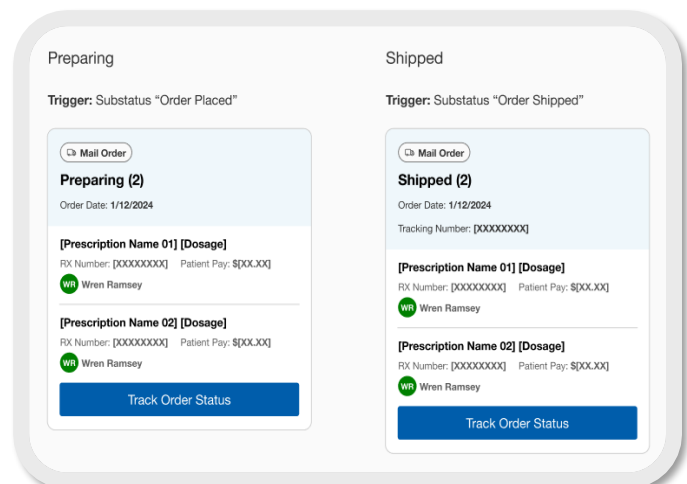 Preparing
Trigger: Substatus “Order Placed”
Mail Order
Preparing (2)
Order Date: 1/12/2024
[Prescription Name 01] [Dosage]
RX Number: [XXXXXXXX] Patient Pay: $[XX.XX]
WR Wren Ramsey
[Prescription Name 02] [Dosage]
RX Number: [XXXXXXXX] Patient Pay: $[XX.XX]
WR Wren Ramsey
Track Order Status
Shipped
Trigger: Substatus “Order Shipped”
Mail Order
Shipped (2)
Order Date: 1/12/2024
Tracking Number: [XXXXXXXX]
[Prescription Name 01] [Dosage]
RX Number: [XXXXXXXX] Patient Pay: $[XX.XX]
WR Wren Ramsey
[Prescription Name 02] [Dosage]
RX Number: [XXXXXXXX] Patient Pay: $[XX.XX]
WR Wren Ramsey
Track Order Status